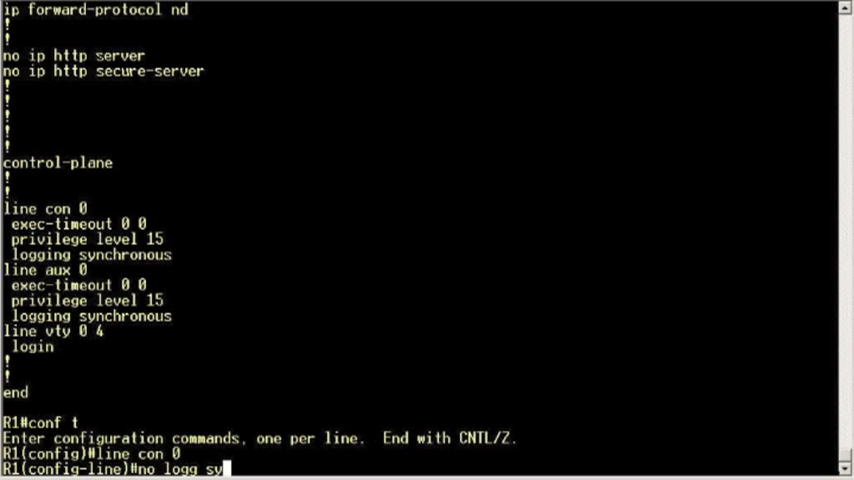 ip forward-protocol nd
!
!
no ip http server
no ip http secure-server
!
!
!
!
!
control-plane
!
!
line con 0
 exec-timeout 0 0
 privilege level 15
 logging synchronous
line aux 0
 exec-timeout 0 0
 privilege level 15
 logging synchronous
line vty 0 4
 login
!
!
end
R1#conf t
Enter configuration commands, one per line.  End with CNTL/Z.
R1(config)#line con 0
R1(config-line)#no logg sy